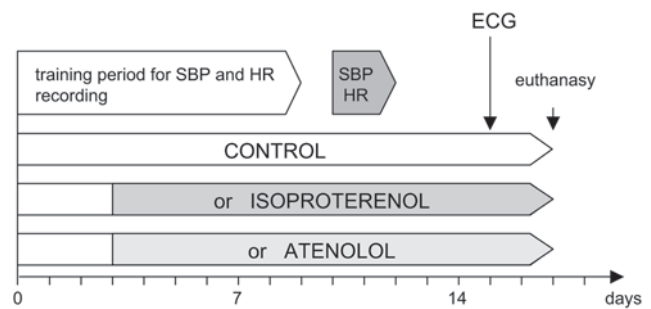 ECG
training period for SBP and HR
recording
SBP
HR
euthanasy
CONTROL
or ISOPROTERENOL
or ATENOLOL
0 7 14 days